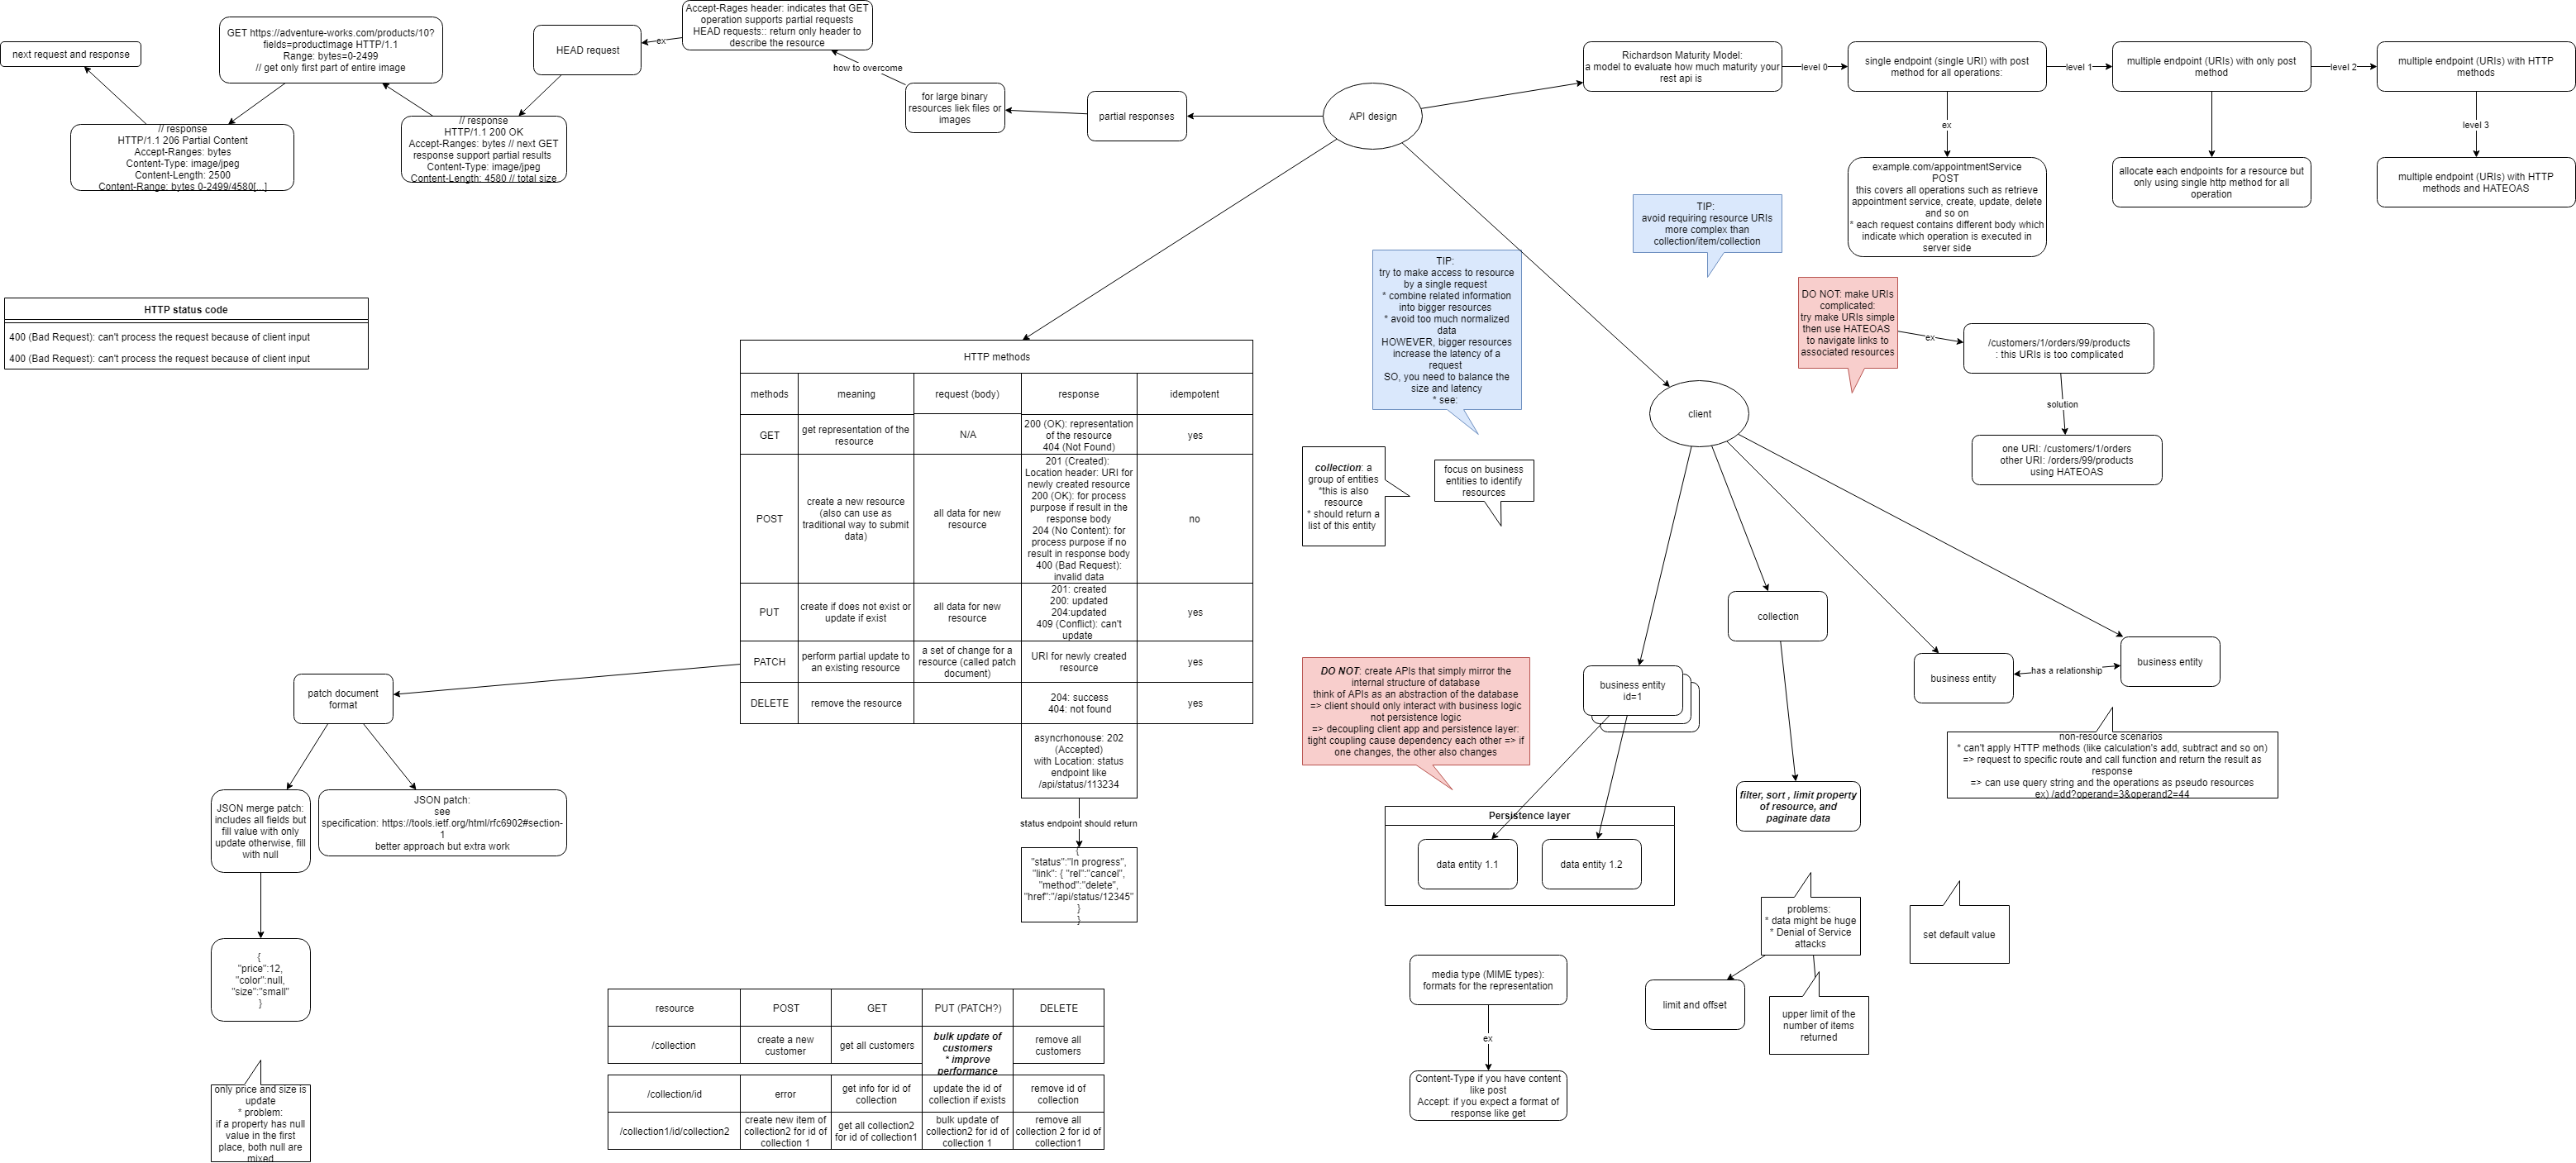 Accept-Rages header: indicates that GET
operation supports partial requests
HEAD requests:: return only header to
describe the resource
ex
HEAD request
GET https://adventure-works.com/products/10?
fields=productImage HTTP/1.1
Range: bytes=0-2499
// get only first part of entire image
next request and response
// response
HTTP/1.1 206 Partial Content
Accept-Ranges: bytes
Content-Type: image/jpeg
Content-Length: 2500
Content-Range: bytes 0-2499/4580[...]
// response
HTTP/1.1 200 OK
Accept-Ranges: bytes // next GET
response support partial results
Content-Type: image/jpeg
Content-Length: 4580 // total size
how to overcome
for large binary
resources liek files or
images
partial responses
API design
Richardson Maturity Model:
a model to evaluate how much maturity your
rest api is
level 0
single endpoint (single URI) with post
method for all operations:
level 1
multiple endpoint (URIs) with only post
method
level 2
multiple endpoint (URIs) with HTTP
methods
ex
level 3
example.com/appointmentService
POST
this covers all operations such as retrieve
appointment service, create, update, delete
and so on
* each request contains different body which
indicate which operation is executed in
server side
allocate each endpoints for a resource but
only using single http method for all
operation
multiple endpoint (URIs) with HTTP
methods and HATEOAS
TIP:
avoid requiring resource URIs
more complex than
collection/item/collection
TIP:
try to make access to resource
by a single request
* combine related information
into bigger resources
* avoid too much normalized
data
HOWEVER, bigger resources
increase the latency of a
request
SO, you need to balance the
size and latency
* see:
DO NOT: make URIs
complicated:
try make URIs simple
then use HATEOAS
to navigate links to
associated resources
ex
/customers/1/orders/99/products
: this URIs is too complicated
solution
one URI: /customers/1/orders
other URI: /orders/99/products
using HATEOAS
HTTP status code
400 (Bad Request): can't process the request because of client input
400 (Bad Request): can't process the request because of client input
HTTP methods
methods
meaning
request (body)
response
idempotent
GET
get representation of the
resource
N/A
200 (OK): representation
of the resource
404 (Not Found)
yes
POST
create a new resource
(also can use as
traditional way to submit
data)
all data for new
resource
201 (Created):
Location header: URI for
newly created resource
200 (OK): for process
purpose if result in the
response body
204 (No Content): for
process purpose if no
result in response body
400 (Bad Request):
invalid data
no
PUT
create if does not exist or
update if exist
all data for new
resource
201: created
200: updated
204:updated
409 (Conflict): can't
update
yes
PATCH
perform partial update to
an existing resource
a set of change for a
resource (called patch
document)
URI for newly created
resource
yes
DELETE
remove the resource
204: success
404: not found
yes
asyncrhonouse: 202
(Accepted)
with Location: status
endpoint like
/api/status/113234
status endpoint should return
{
"status":"In progress",
"link": { "rel":"cancel",
"method":"delete",
"href":"/api/status/12345"
}
}
client
collection: a
group of entities
*this is also
resource
* should return a
list of this entity
focus on business
entities to identify
resources
collection
business entity
id=1
business entity
has a relationship
business entity
DO NOT: create APIs that simply mirror the
internal structure of database
think of APIs as an abstraction of the database
=> client should only interact with business logic
not persistence logic
=> decoupling client app and persistence layer:
tight coupling cause dependency each other => if
one changes, the other also changes
non-resource scenarios
* can't apply HTTP methods (like calculation's add, subtract and so on)
=> request to specific route and call function and return the result as
response
=> can use query string and the operations as pseudo resources
ex) /add?operand=3&operand2=44
filter, sort , limit property
of resource, and
paginate data
Persistence layer
data entity 1.1
data entity 1.2
problems:
* data might be huge
* Denial of Service
attacks
set default value
limit and offset
upper limit of the
number of items
returned
media type (MIME types):
formats for the representation
ex
Content-Type if you have content
like post
Accept: if you expect a format of
response like get
patch document
format
JSON merge patch:
includes all fields but
fill value with only
update otherwise, fill
with null
JSON patch:
see
specification: https://tools.ietf.org/html/rfc6902#section-
1
better approach but extra work
{
"price":12,
"color":null,
"size":"small"
}
only price and size is
update
* problem:
if a property has null
value in the first
place, both null are
mixed
resource
POST
GET
PUT (PATCH?)
DELETE
/collection
create a new
customer
get all customers
bulk update of
customers
* improve
performance
remove all
customers
/collection/id
error
get info for id of
collection
update the id of
collection if exists
remove id of
collection
/collection1/id/collection2
create new item of
collection2 for id of
collection 1
get all collection2
for id of collection1
bulk update of
collection2 for id of
collection 1
remove all
collection 2 for id of
collection1